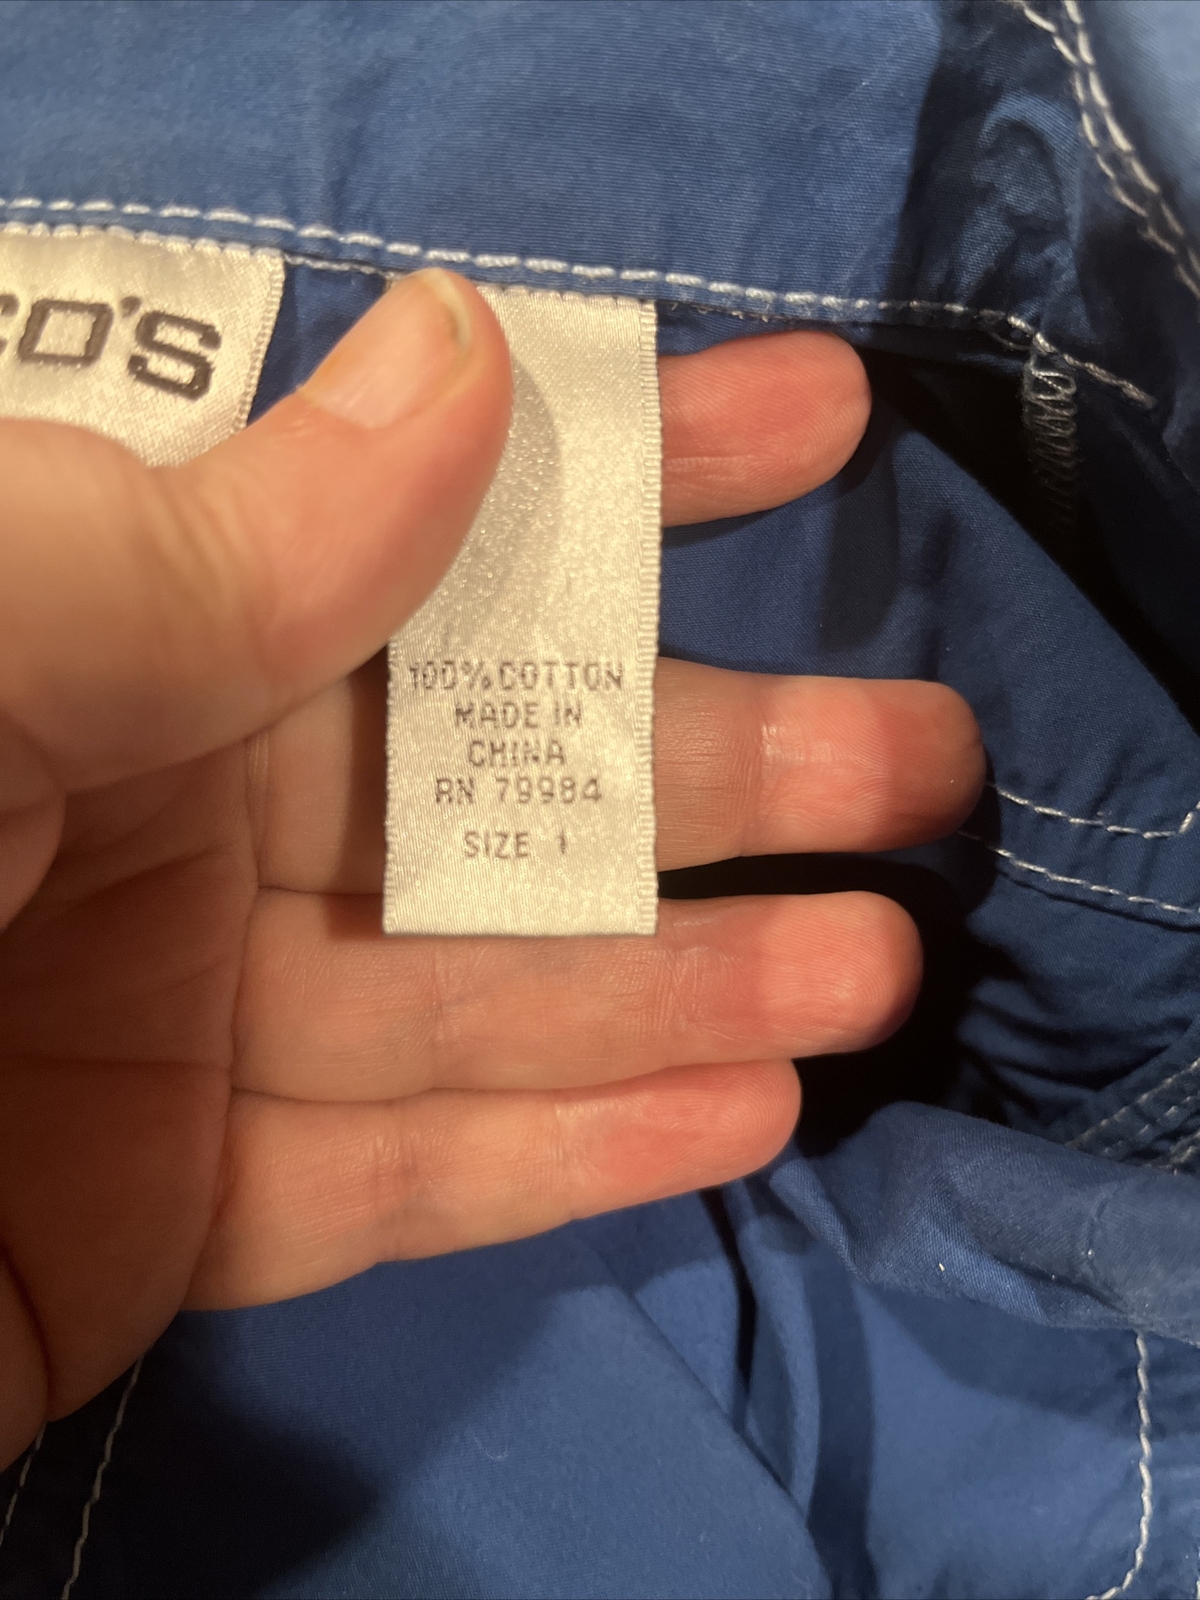 CO'S
100% COTTON
MADE IN
CHINA
RN 79984
SIZE 1